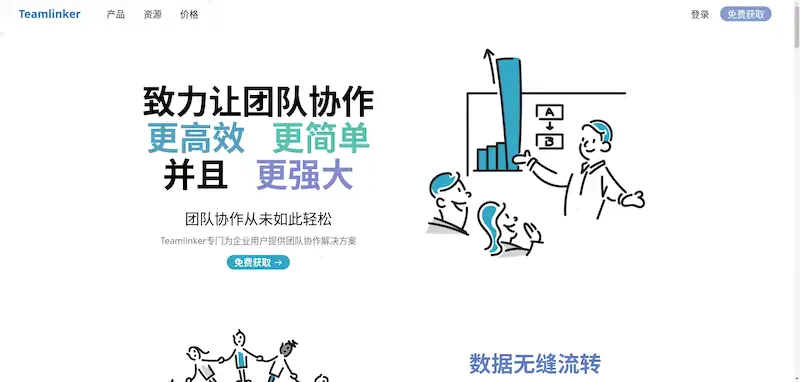 Teamlinker 产品 资源 价格 登录 免费获取
致力让团队协作
更高效 更简单
并且 更强大
团队协作从未如此轻松
Teamlinker专门为企业用户提供团队协作解决方案
免费获取 →
A
B
数据无缝流转